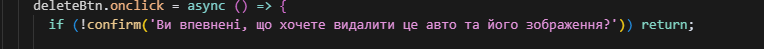 deleteBtn.onclick = async () => {
if (!confirm('Ви впевнені, що хочете видалити це авто та його зображення?')) return;